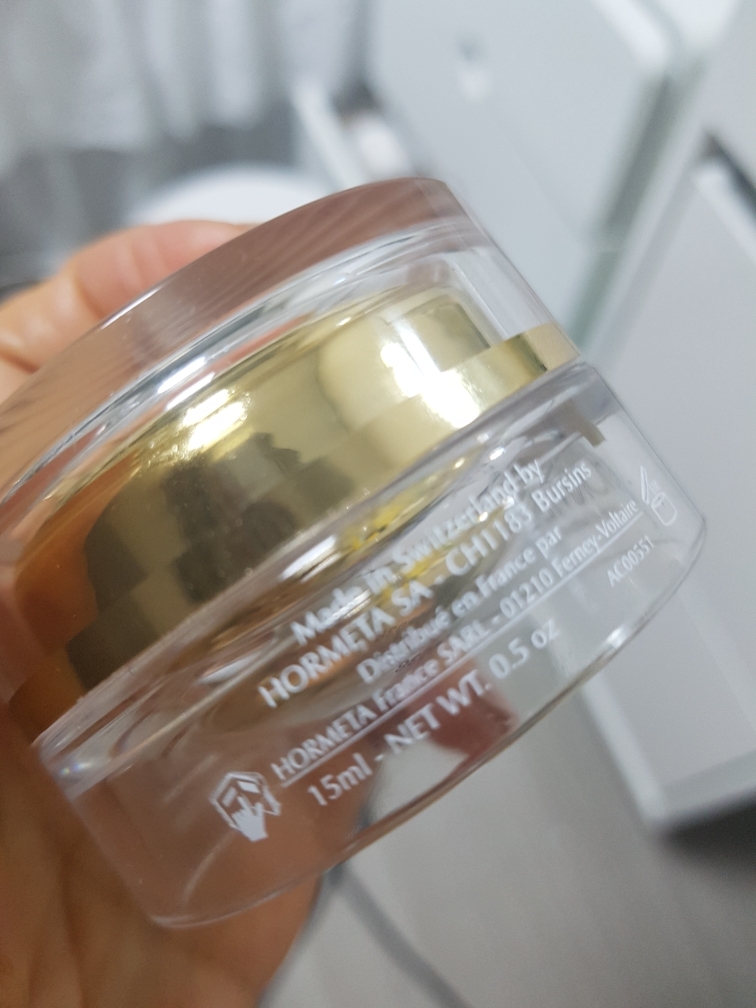 Made in Switzerland by
HORMETA SA - CH1183 Bursins
Distribué en France par
HORMETA France SARL - 01210 Ferney-Voltaire
15ml - NET WT. 0.5 oz
AC00551